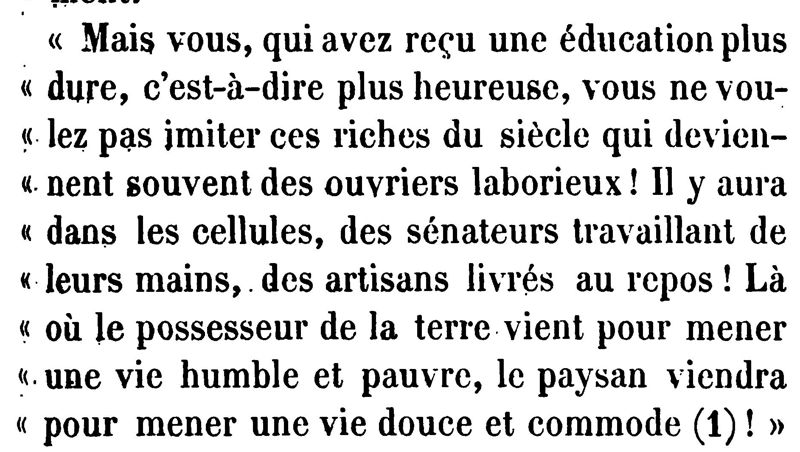 « Mais vous, qui avez reçu une éducation plus
« dure, c'est-à-dire plus heureuse, vous ne vou-
« lez pas imiter ces riches du siècle qui devien-
« nent souvent des ouvriers laborieux ! Il y aura
« dans les cellules, des sénateurs travaillant de
« leurs mains, des artisans livrés au repos ! Là
« où le possesseur de la terre vient pour mener
« une vie humble et pauvre, le paysan viendra
« pour mener une vie douce et commode (1) ! »